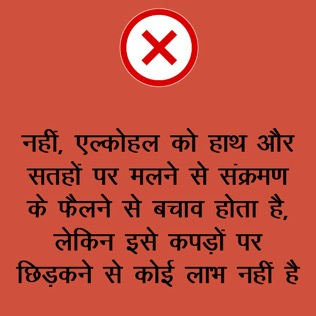 नहीं, एल्कोहल को हाथ और
सतहों पर मलने से संक्रमण
के फैलने से बचाव होता है,
लेकिन इसे कपड़ों पर
छिड़कने से कोई लाभ नहीं है